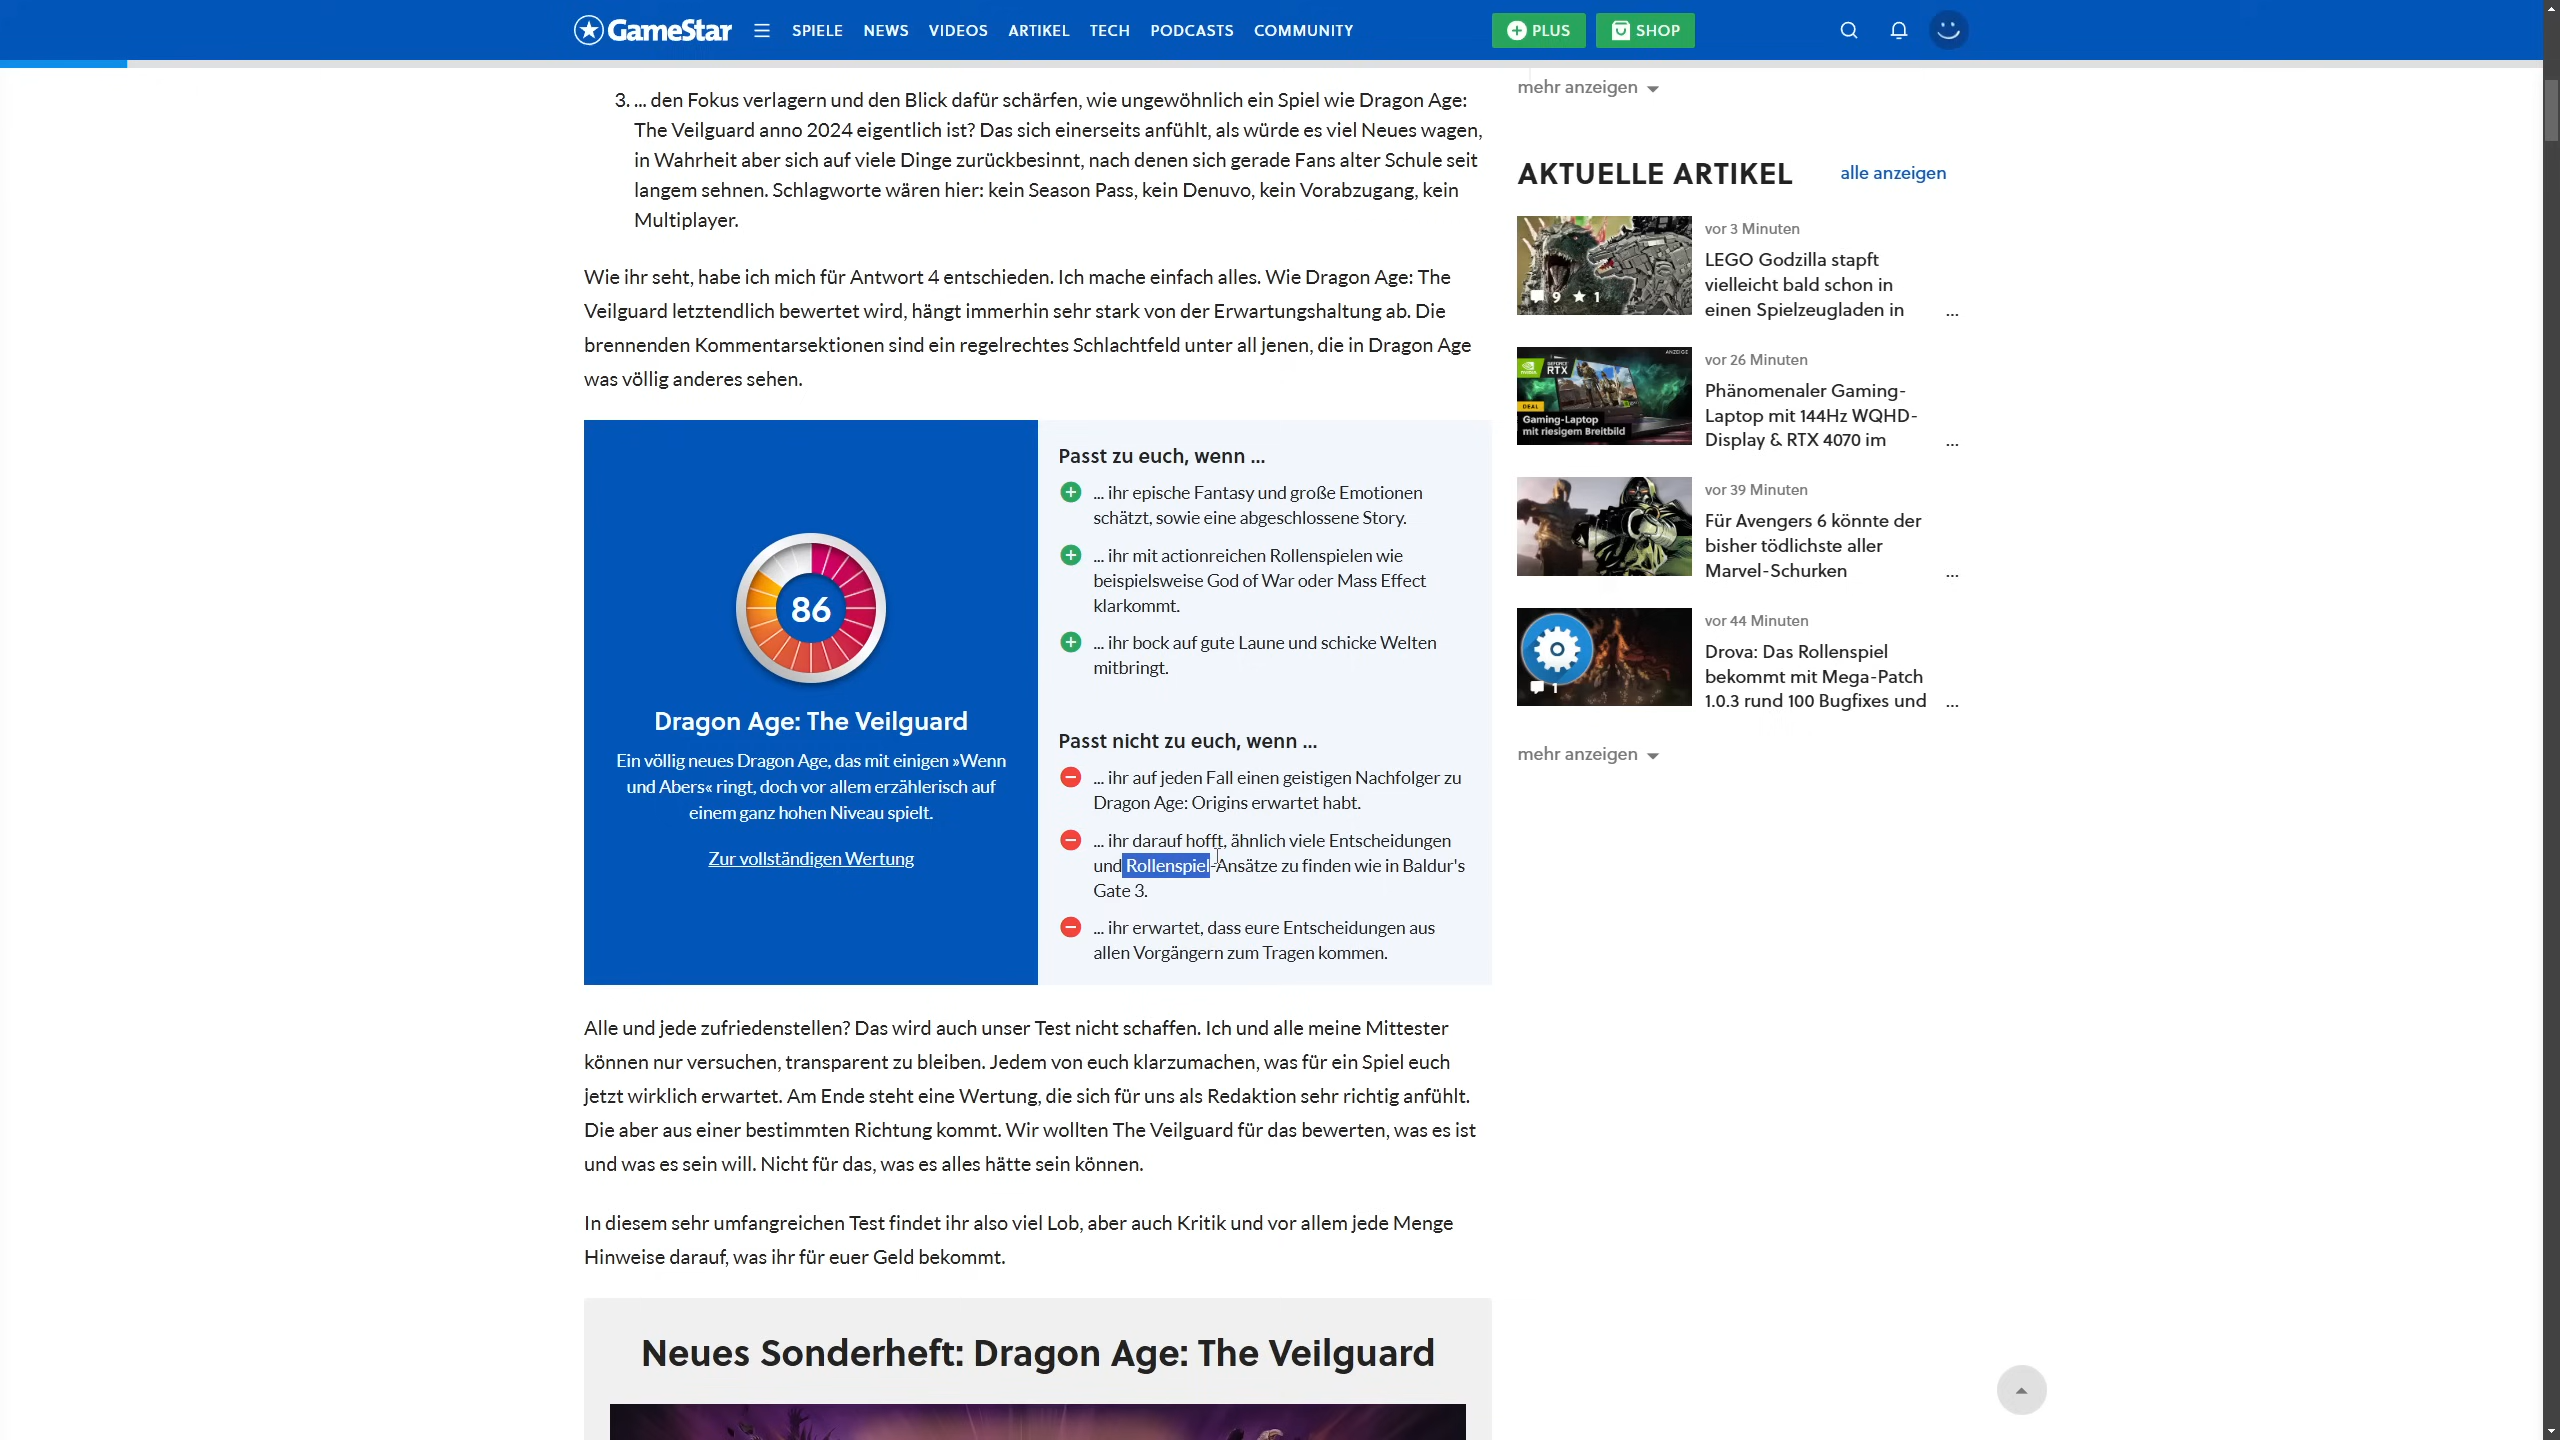 GameStar
SPIELE NEWS VIDEOS ARTIKEL TECH PODCASTS COMMUNITY
PLUS
SHOP
3. ... den Fokus verlagern und den Blick dafür schärfen, wie ungewöhnlich ein Spiel wie Dragon Age:
The Veilguard anno 2024 eigentlich ist? Das sich einerseits anfühlt, als würde es viel Neues wagen,
in Wahrheit aber sich auf viele Dinge zurückbesinnt, nach denen sich gerade Fans alter Schule seit
langem sehnen. Schlagworte wären hier: kein Season Pass, kein Denuvo, kein Vorabzugang, kein
Multiplayer.
Wie ihr seht, habe ich mich für Antwort 4 entschieden. Ich mache einfach alles. Wie Dragon Age: The
Veilguard letztendlich bewertet wird, hängt immerhin sehr stark von der Erwartungshaltung ab. Die
brennenden Kommentarsektionen sind ein regelrechtes Schlachtfeld unter all jenen, die in Dragon Age
was völlig anderes sehen.
86
Dragon Age: The Veilguard
Ein völlig neues Dragon Age, das mit einigen »Wenn
und Abers« ringt, doch vor allem erzählerisch auf
einem ganz hohen Niveau spielt.
Zur vollständigen Wertung
Passt zu euch, wenn ...
... ihr epische Fantasy und große Emotionen
schätzt, sowie eine abgeschlossene Story.
... ihr mit actionreichen Rollenspielen wie
beispielsweise God of War oder Mass Effect
klarkommt.
... ihr bock auf gute Laune und schicke Welten
mitbringt.
Passt nicht zu euch, wenn ...
... ihr auf jeden Fall einen geistigen Nachfolger zu
Dragon Age: Origins erwartet habt.
... ihr darauf hofft, ähnlich viele Entscheidungen
und Rollenspiel-Ansätze zu finden wie in Baldur's
Gate 3.
... ihr erwartet, dass eure Entscheidungen aus
allen Vorgängern zum Tragen kommen.
Alle und jede zufriedenstellen? Das wird auch unser Test nicht schaffen. Ich und alle meine Mittester
können nur versuchen, transparent zu bleiben. Jedem von euch klarzumachen, was für ein Spiel euch
jetzt wirklich erwartet. Am Ende steht eine Wertung, die sich für uns als Redaktion sehr richtig anfühlt.
Die aber aus einer bestimmten Richtung kommt. Wir wollten The Veilguard für das bewerten, was es ist
und was es sein will. Nicht für das, was es alles hätte sein können.
In diesem sehr umfangreichen Test findet ihr also viel Lob, aber auch Kritik und vor allem jede Menge
Hinweise darauf, was ihr für euer Geld bekommt.
Neues Sonderheft: Dragon Age: The Veilguard
mehr anzeigen
AKTUELLE ARTIKEL
alle anzeigen
9 1
vor 3 Minuten
LEGO Godzilla stapft
vielleicht bald schon in
einen Spielzeugladen in ...
ANZEIGE
NVIDIA
GEFORCE
RTX
DEAL
Gaming-Laptop
mit riesigem Breitbild
vor 26 Minuten
Phänomenaler Gaming-
Laptop mit 144Hz WQHD-
Display & RTX 4070 im ...
vor 39 Minuten
Für Avengers 6 könnte der
bisher tödlichste aller
Marvel-Schurken ...
1
vor 44 Minuten
Drova: Das Rollenspiel
bekommt mit Mega-Patch
1.0.3 rund 100 Bugfixes und ...
mehr anzeigen